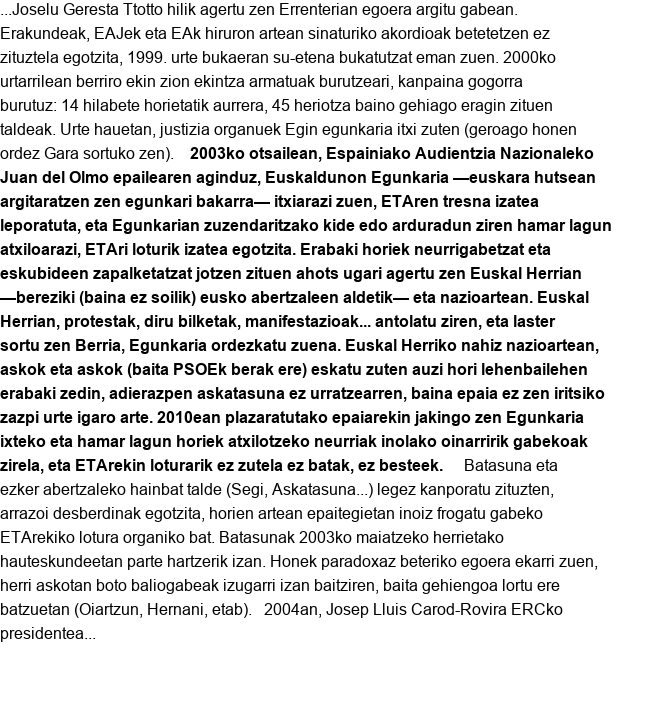 ...Joselu Geresta Ttotto hilik agertu zen Errenterian egoera argitu gabean.
Erakundeak, EAJek eta EAk hiruron artean sinaturiko akordioak betetetzen ez
zituztela egotzita, 1999. urte bukaeran su-etena bukatutzat eman zuen. 2000ko
urtarrilean berriro ekin zion ekintza armatuak burutzeari, kanpaina gogorra
burutuz: 14 hilabete horietatik aurrera, 45 heriotza baino gehiago eragin zituen
taldeak. Urte hauetan, justizia organuek Egin egunkaria itxi zuten (geroago honen
ordez Gara sortuko zen). 2003ko otsailean, Espainiako Audientzia Nazionaleko
Juan del Olmo epailearen aginduz, Euskaldunon Egunkaria —euskara hutsean
argitaratzen zen egunkari bakarra— itxiarazi zuen, ETAren tresna izatea
leporatuta, eta Egunkarian zuzendaritzako kide edo arduradun ziren hamar lagun
atxiloarazi, ETAri loturik izatea egotzita. Erabaki horiek neurrigabetzat eta
eskubideen zapalketatzat jotzen zituen ahots ugari agertu zen Euskal Herrian
—bereziki (baina ez soilik) eusko abertzaleen aldetik— eta nazioartean. Euskal
Herrian, protestak, diru bilketak, manifestazioak... antolatu ziren, eta laster
sortu zen Berria, Egunkaria ordezkatu zuena. Euskal Herriko nahiz nazioartean,
askok eta askok (baita PSOEk berak ere) eskatu zuten auzi hori lehenbailehen
erabaki zedin, adierazpen askatasuna ez urratzearren, baina epaia ez zen iritsiko
zazpi urte igaro arte. 2010ean plazaratutako epaiarekin jakingo zen Egunkaria
ixteko eta hamar lagun horiek atxilotzeko neurriak inolako oinarririk gabekoak
zirela, eta ETArekin loturarik ez zutela ez batak, ez besteek. Batasuna eta
ezker abertzaleko hainbat talde (Segi, Askatasuna...) legez kanporatu zituzten,
arrazoi desberdinak egotzita, horien artean epaitegietan inoiz frogatu gabeko
ETArekiko lotura organiko bat. Batasunak 2003ko maiatzeko herrietako
hauteskundeetan parte hartzerik izan. Honek paradoxaz beteriko egoera ekarri zuen,
herri askotan boto baliogabeak izugarri izan baitziren, baita gehiengoa lortu ere
batzuetan (Oiartzun, Hernani, etab). 2004an, Josep Lluis Carod-Rovira ERCko
presidentea...